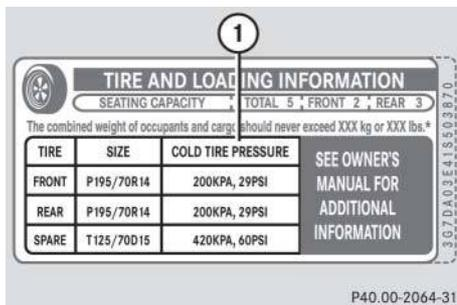 1
TIRE AND LOADING INFORMATION
SEATING CAPACITY TOTAL 5 FRONT 2 REAR 3
The combined weight of occupants and cargo should never exceed XXX kg or XXX lbs.*
TIRE SIZE COLD TIRE PRESSURE
FRONT P195/70R14 200KPA, 29PSI
REAR P195/70R14 200KPA, 29PSI
SPARE T125/70D15 420KPA, 60PSI
SEE OWNER'S
MANUAL FOR
ADDITIONAL
INFORMATION
3G7DA03E41S503870
P40.00-2064-31